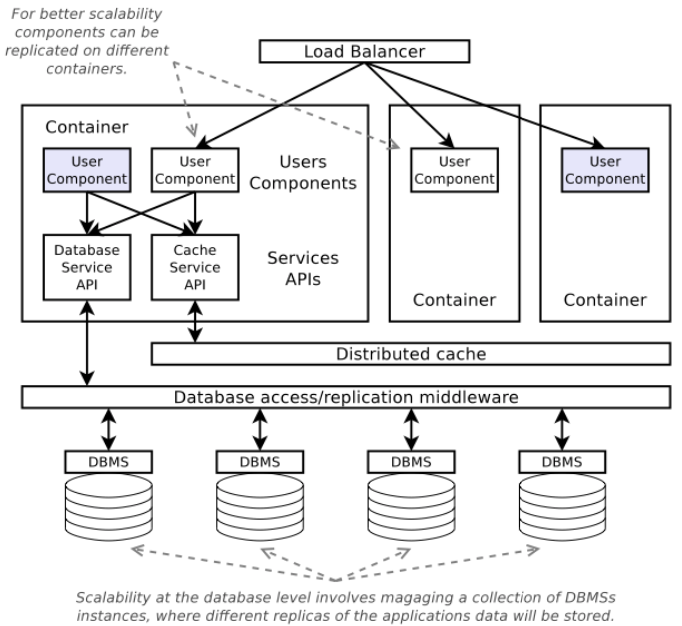 For better scalability
components can be
replicated on different
containers.
Load Balancer
Container
User
Component
User
Component
Users
Components
User
Component
User
Component
Database
Service
API
Cache
Service
API
Services
APIs
Container
Container
Distributed cache
Database access/replication middleware
DBMS
DBMS
DBMS
DBMS
Scalability at the database level involves magaging a collection of DBMSs
instances, where different replicas of the applications data will be stored.